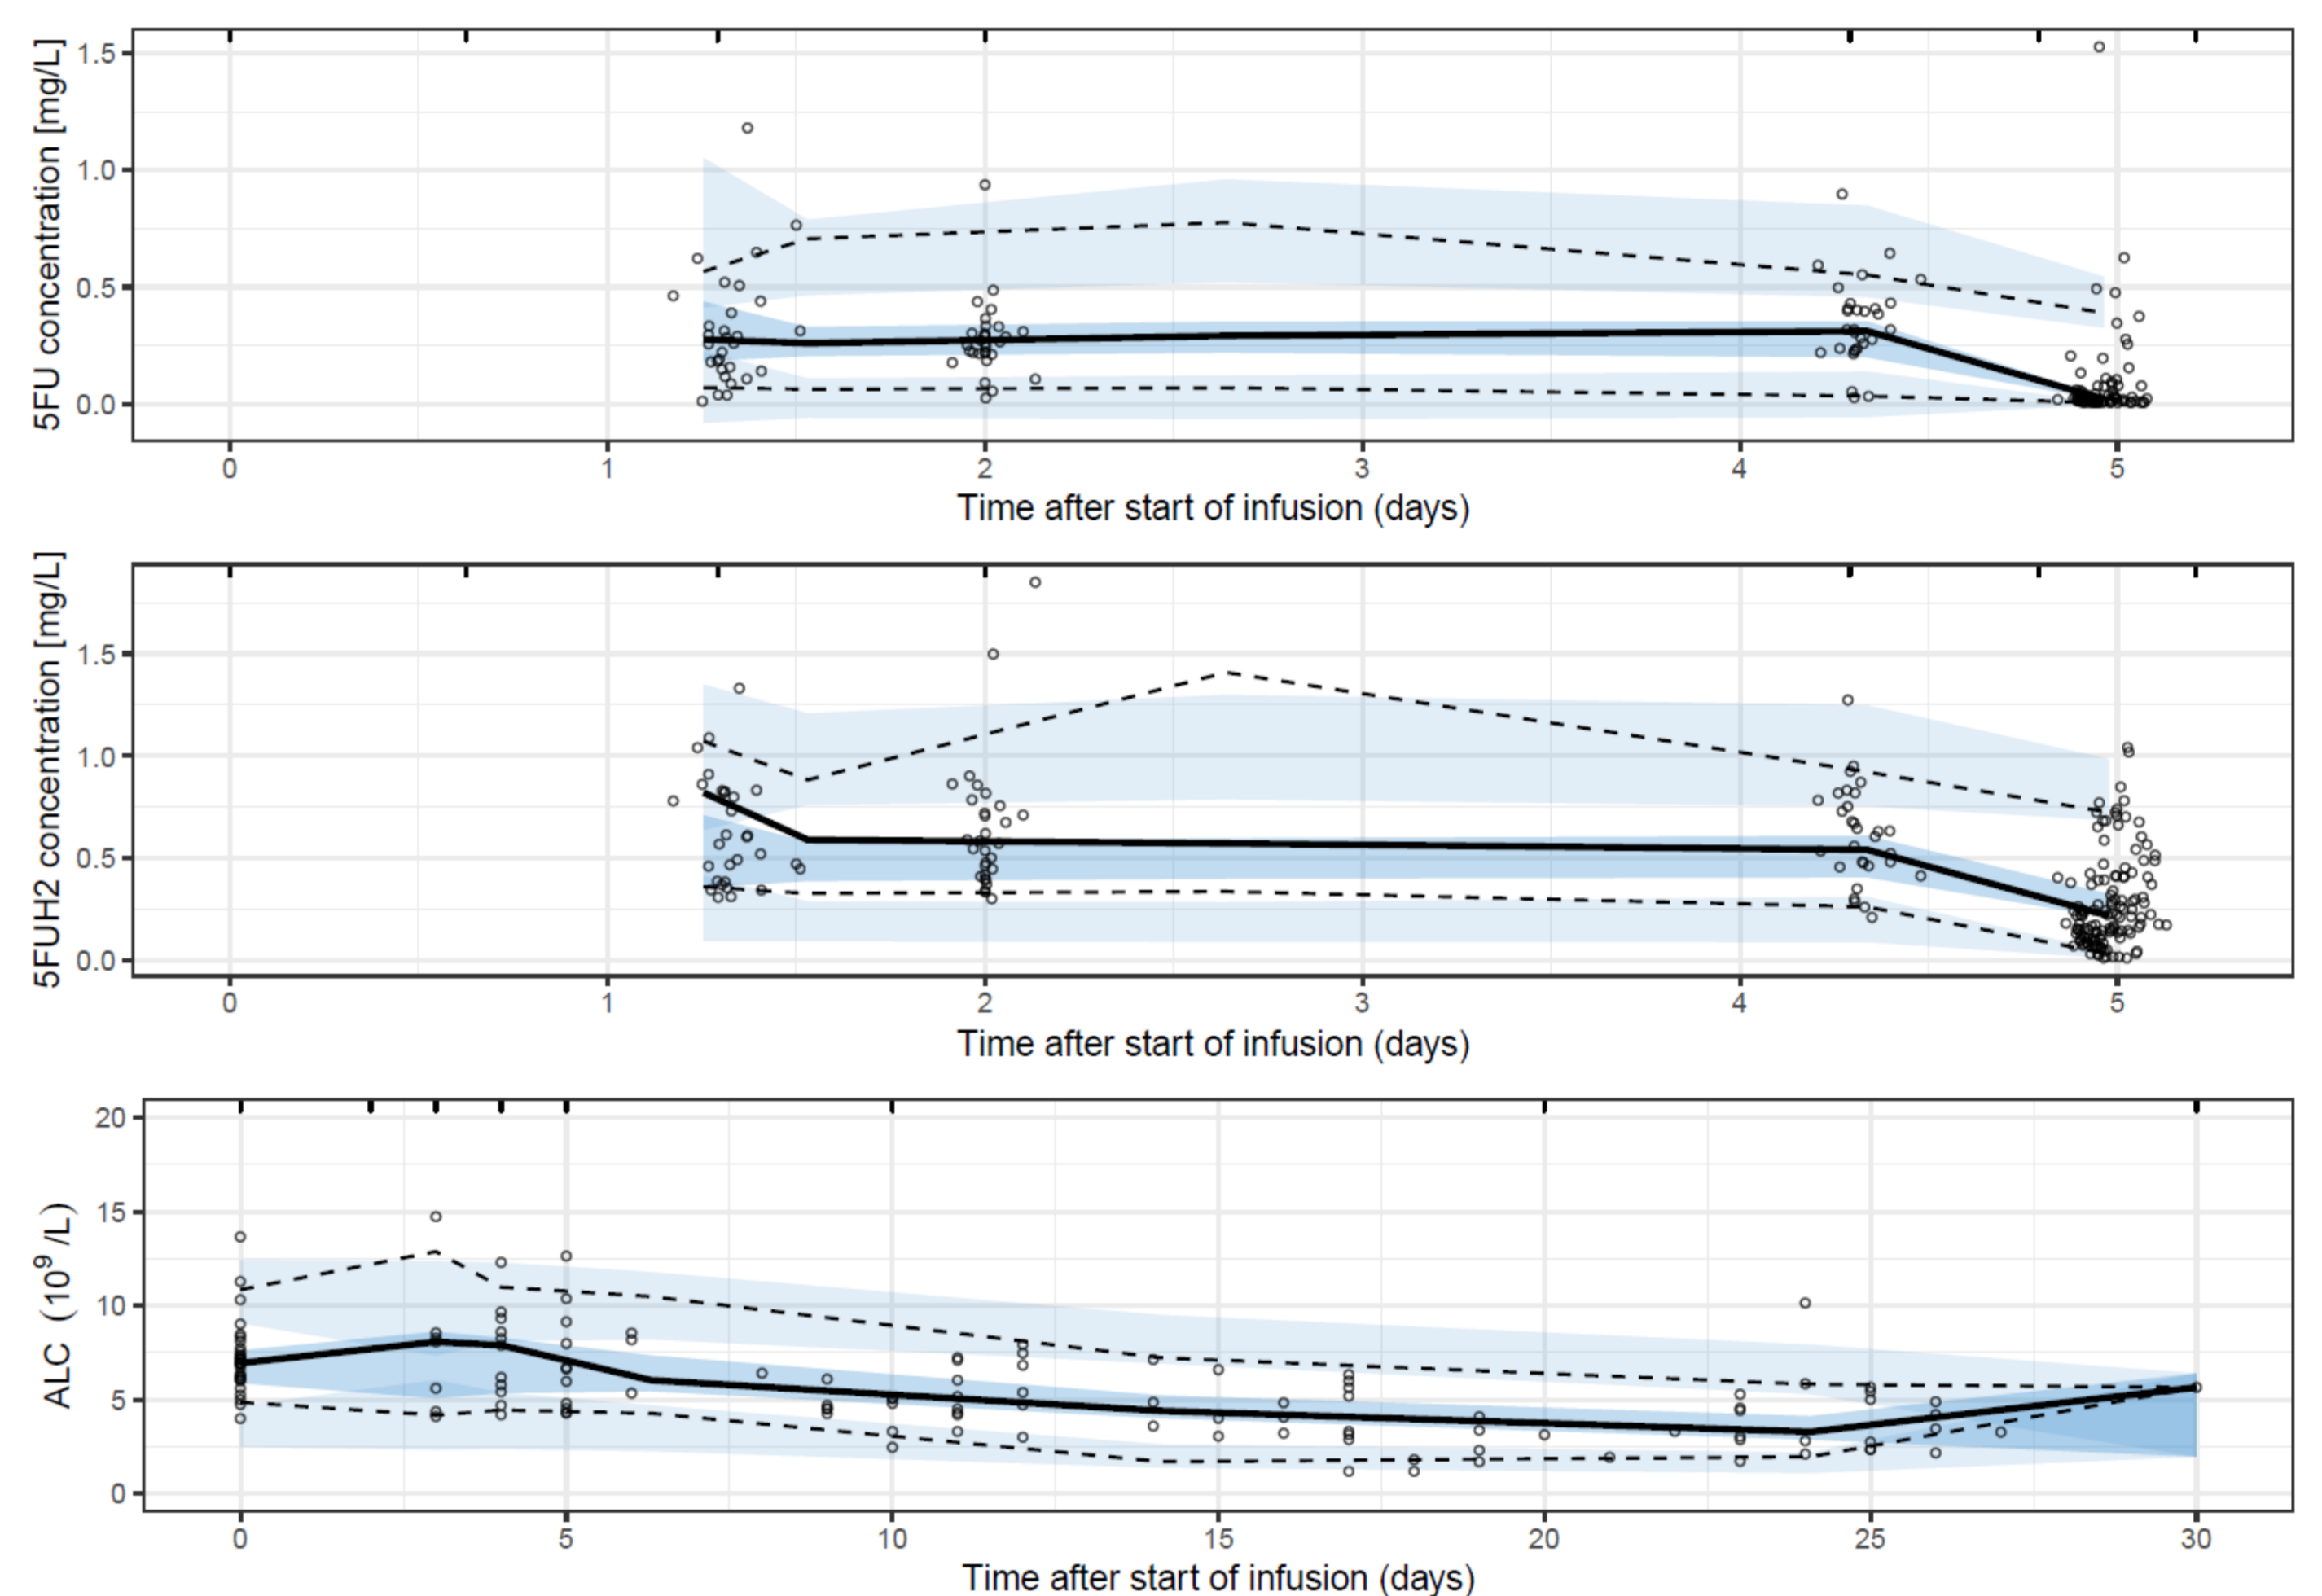 5FU concentration [mg/L]
1.5
1.0
0.5
0.0
0 1 2 3 4 5
Time after start of infusion (days)
5FUH2 concentration [mg/L]
1.5
1.0
0.5
0.0
0 1 2 3 4 5
Time after start of infusion (days)
ALC (10⁹ /L)
20
15
10
5
0
0 5 10 15 20 25 30
Time after start of infusion (days)